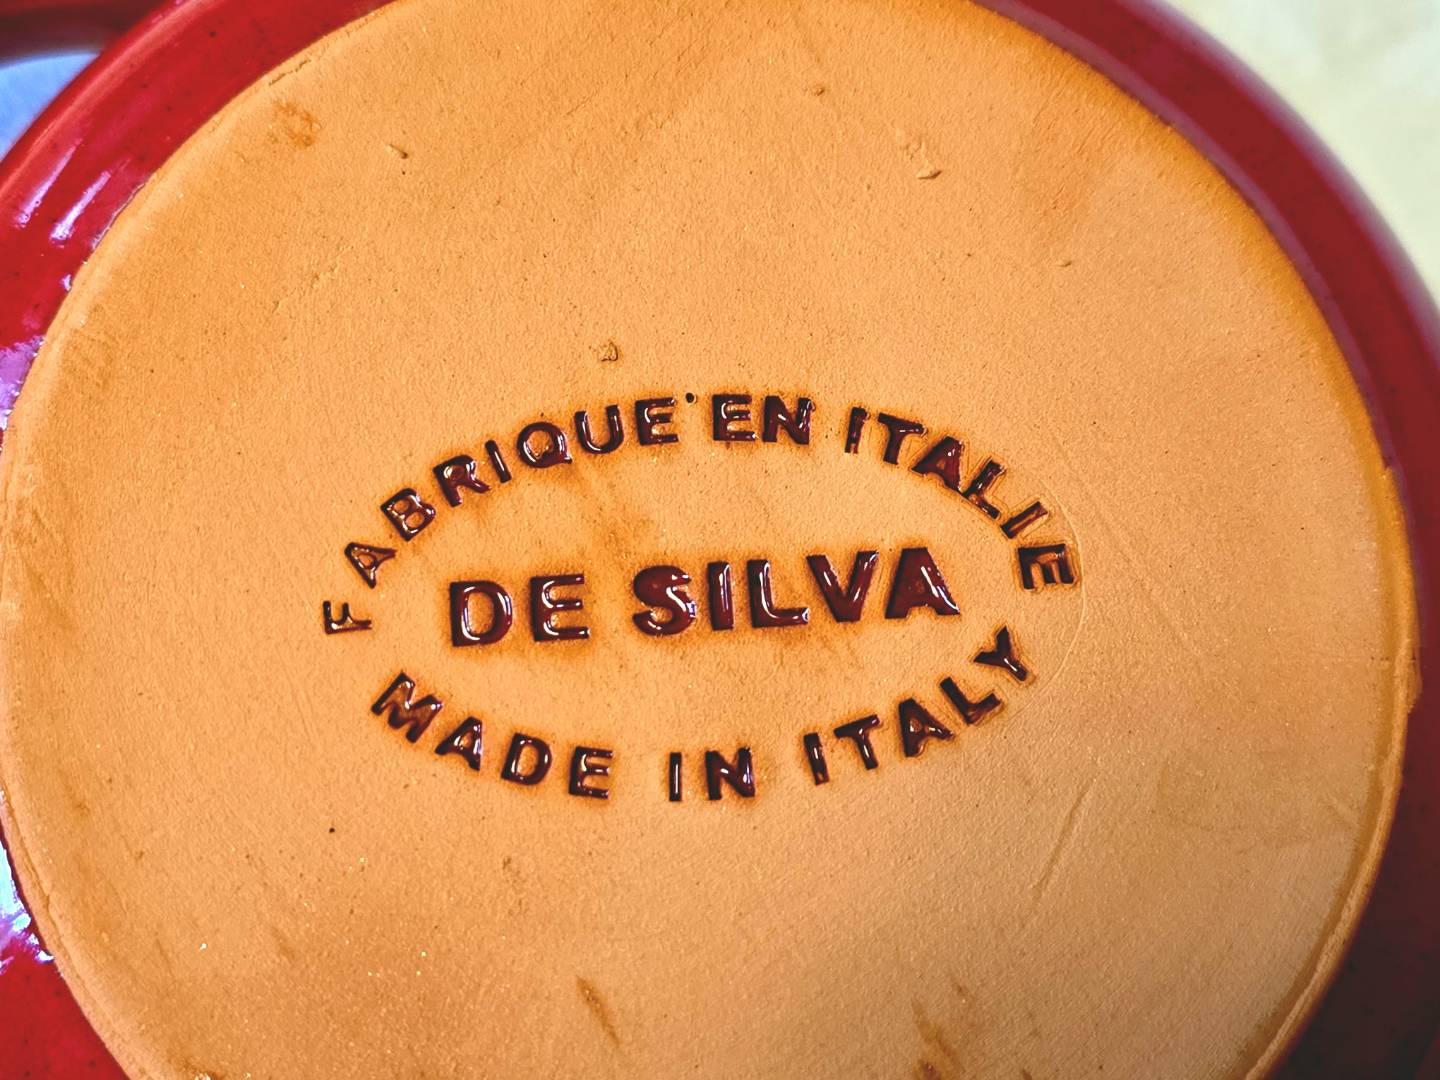 FABRIQUE EN ITALIE
DE SILVA
MADE IN ITALY